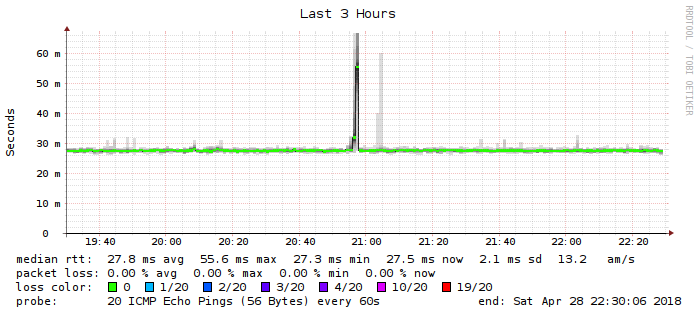 Last 3 Hours
RRDTOOL / TOBI OETIKER
Seconds
60 m
50 m
40 m
30 m
20 m
10 m
0
19:40 20:00 20:20 20:40 21:00 21:20 21:40 22:00 22:20
median rtt: 27.8 ms avg 55.6 ms max 27.3 ms min 27.5 ms now 2.1 ms sd 13.2 am/s
packet loss: 0.00 % avg 0.00 % max 0.00 % min 0.00 % now
loss color: 0 1/20 2/20 3/20 4/20 10/20 19/20
probe: 20 ICMP Echo Pings (56 Bytes) every 60s end: Sat Apr 28 22:30:06 2018